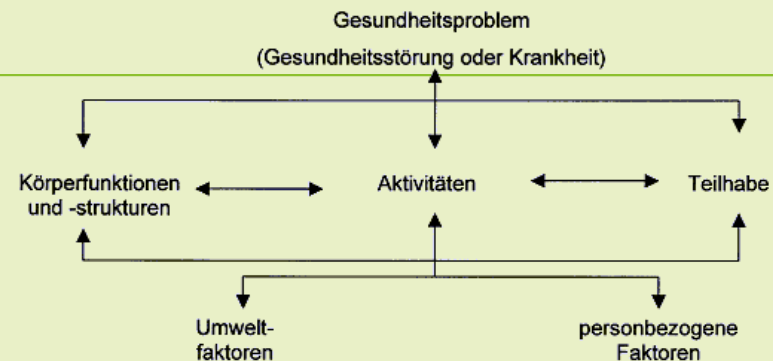 Gesundheitsproblem
(Gesundheitsstörung oder Krankheit)
Körperfunktionen
und -strukturen
Aktivitäten
Teilhabe
Umwelt-
faktoren
personbezogene
Faktoren